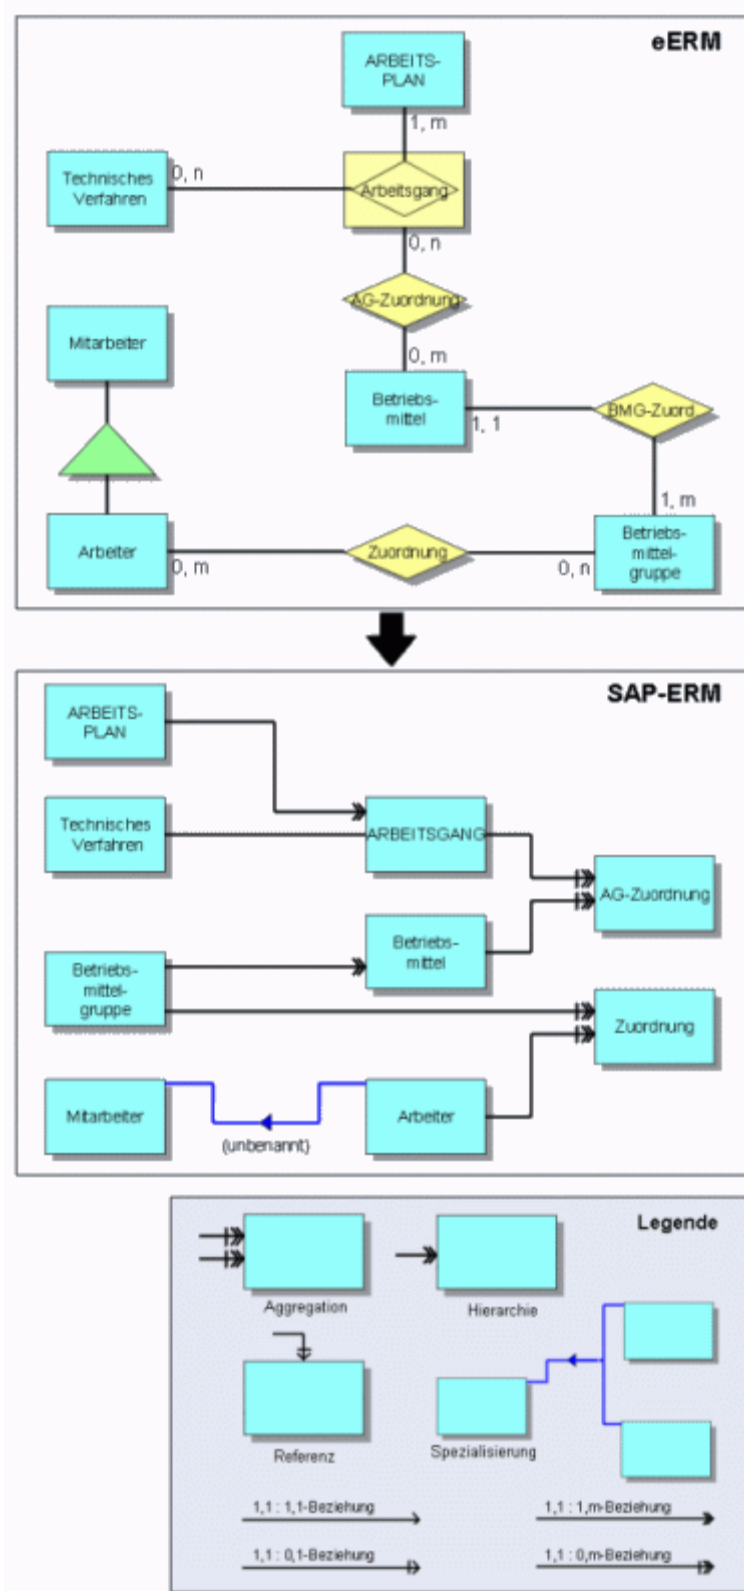 eERM
ARBEITS-
PLAN
1, m
Technisches
Verfahren
0, n
Arbeitsgang
0, n
AG-Zuordnung
Mitarbeiter
0, m
Betriebs-
mittel
1, 1
BMG-Zuord
1, m
Arbeiter
0, m
Zuordnung
0, n
Betriebs-
mittel-
gruppe
SAP-ERM
ARBEITS-
PLAN
Technisches
Verfahren
ARBEITSGANG
AG-Zuordnung
Betriebs-
mittel
Betriebs-
mittel-
gruppe
Zuordnung
Mitarbeiter
(unbenannt)
Arbeiter
Legende
Aggregation
Hierarchie
Referenz
Spezialisierung
1,1 : 1,1-Beziehung
1,1 : 1,m-Beziehung
1,1 : 0,1-Beziehung
1,1 : 0,m-Beziehung